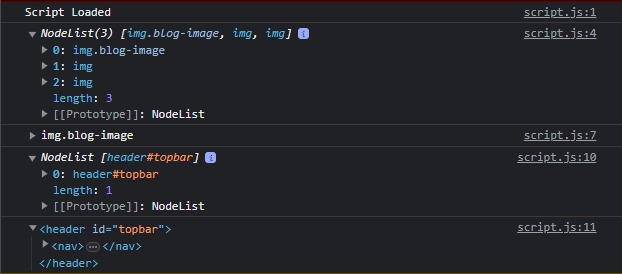 Script Loaded script.js:1
▼ NodeList(3) [img.blog-image, img, img] i script.js:4
▶ 0: img.blog-image
▶ 1: img
▶ 2: img
length: 3
▶ [[Prototype]]: NodeList
▶ img.blog-image script.js:7
▼ NodeList [header#topbar] i script.js:10
▶ 0: header#topbar
length: 1
▶ [[Prototype]]: NodeList
▼ <header id="topbar"> script.js:11
▶ <nav> ⋯ </nav>
</header>